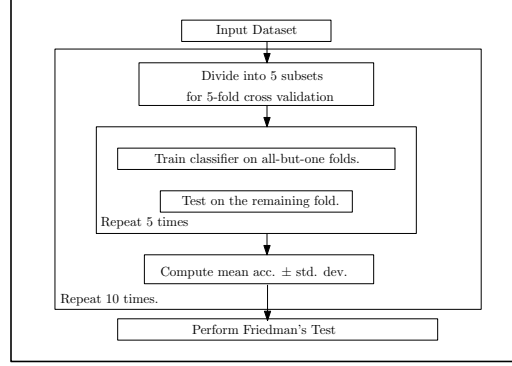 Input Dataset
Divide into 5 subsets
for 5-fold cross validation
Train classifier on all-but-one folds.
Test on the remaining fold.
Repeat 5 times
Compute mean acc. ± std. dev.
Repeat 10 times.
Perform Friedman's Test